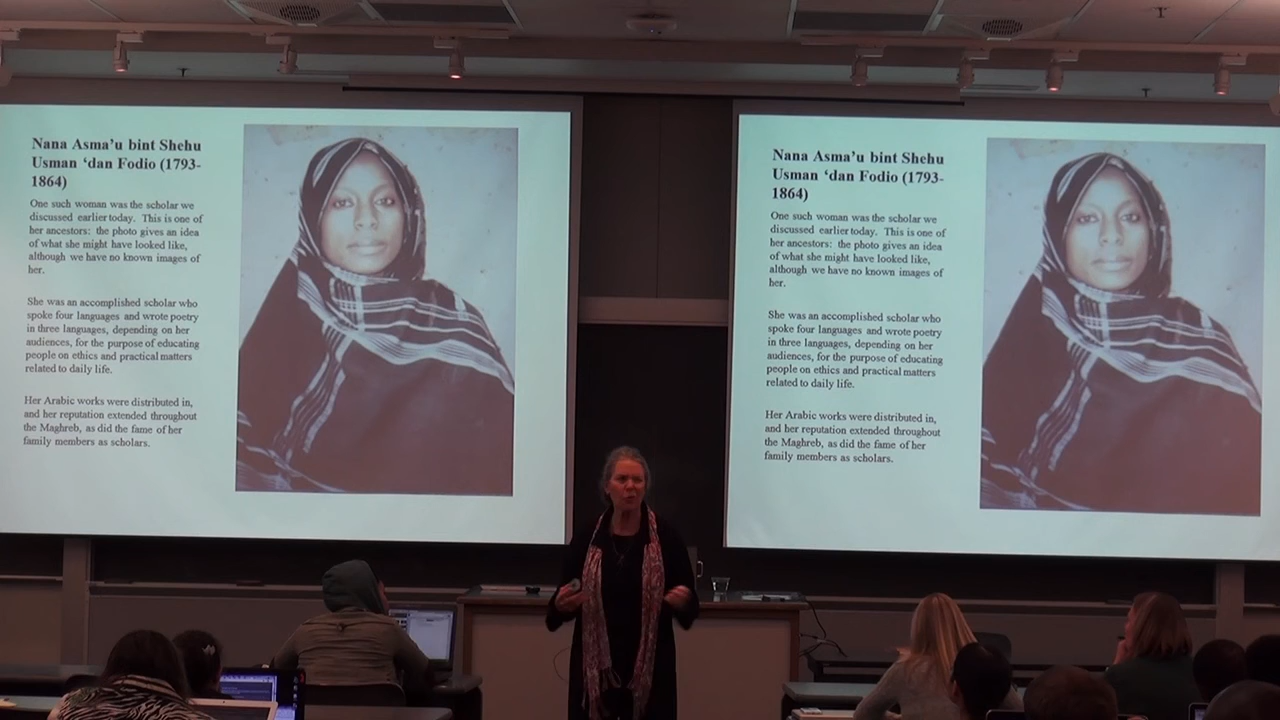 Nana Asma'u bint Shehu
Usman 'dan Fodio (1793-
1864)
One such woman was the scholar we
discussed earlier today. This is one of
her ancestors: the photo gives an idea
of what she might have looked like,
although we have no known images of
her.
She was an accomplished scholar who
spoke four languages and wrote poetry
in three languages, depending on her
audiences, for the purpose of educating
people on ethics and practical matters
related to daily life.
Her Arabic works were distributed in,
and her reputation extended throughout
the Maghreb, as did the fame of her
family members as scholars.
Nana Asma'u bint Shehu
Usman 'dan Fodio (1793-
1864)
One such woman was the scholar we
discussed earlier today. This is one of
her ancestors: the photo gives an idea
of what she might have looked like,
although we have no known images of
her.
She was an accomplished scholar who
spoke four languages and wrote poetry
in three languages, depending on her
audiences, for the purpose of educating
people on ethics and practical matters
related to daily life.
Her Arabic works were distributed in,
and her reputation extended throughout
the Maghreb, as did the fame of her
family members as scholars.